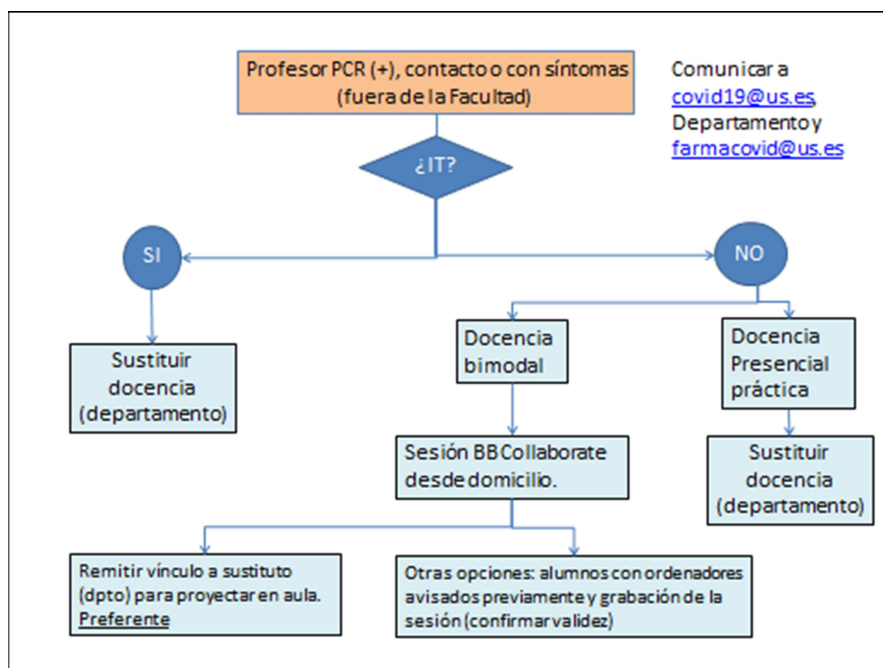 Profesor PCR (+), contacto o con síntomas
(fuera de la Facultad)
Comunicar a
covid19@us.es,
Departamento y
farmacovid@us.es
¿IT?
SI
NO
Sustituir
docencia
(departamento)
Docencia
bimodal
Docencia
Presencial
práctica
Sesión BBCollaborate
desde domicilio.
Sustituir
docencia
(departamento)
Remitir vínculo a sustituto
(dpto) para proyectar en aula.
Preferente
Otras opciones: alumnos con ordenadores
avisados previamente y grabación de la
sesión (confirmar validez)